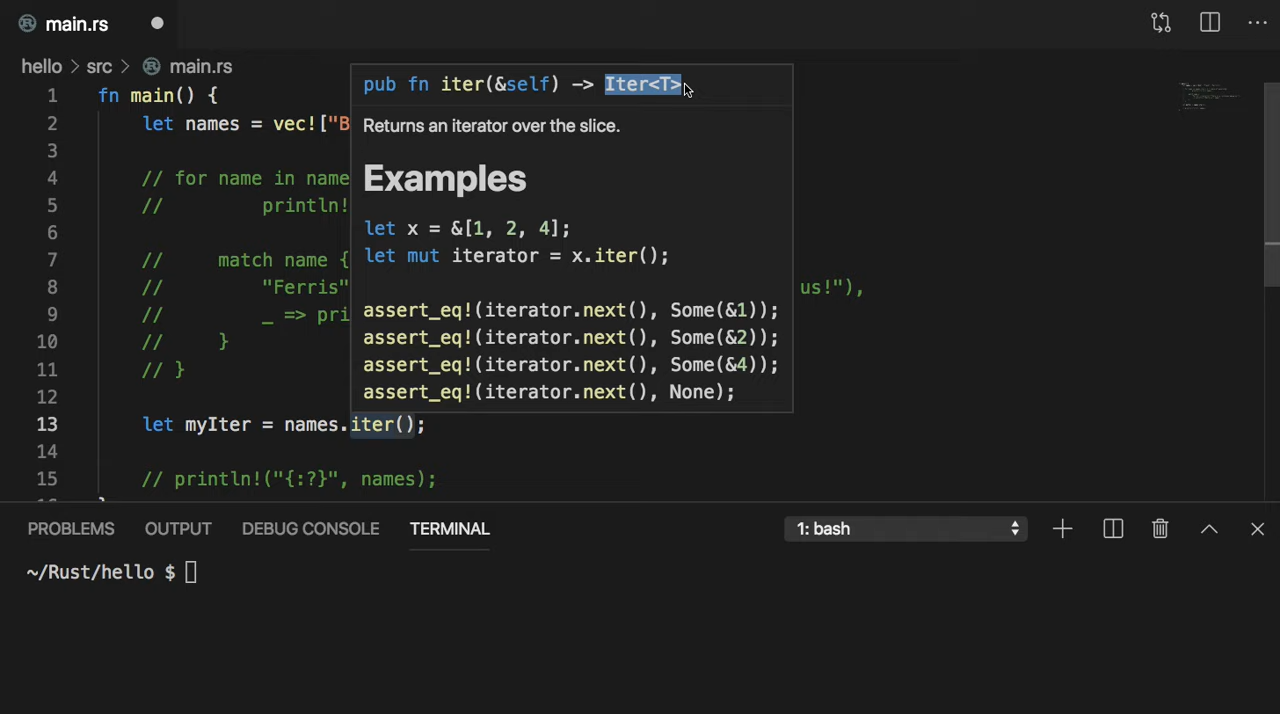 main.rs
hello > src > main.rs
1 fn main() {
2 let names = vec!["B
3
4 // for name in name
5 // println!
6
7 // match name {
8 // "Ferris" us!"),
9 // _ => pri
10 // }
11 // }
12
13 let myIter = names.iter();
14
15 // println!("{:?}", names);
pub fn iter(&self) -> Iter<T>
Returns an iterator over the slice.
Examples
let x = &[1, 2, 4];
let mut iterator = x.iter();
assert_eq!(iterator.next(), Some(&1));
assert_eq!(iterator.next(), Some(&2));
assert_eq!(iterator.next(), Some(&4));
assert_eq!(iterator.next(), None);
PROBLEMS OUTPUT DEBUG CONSOLE TERMINAL 1: bash
~/Rust/hello $